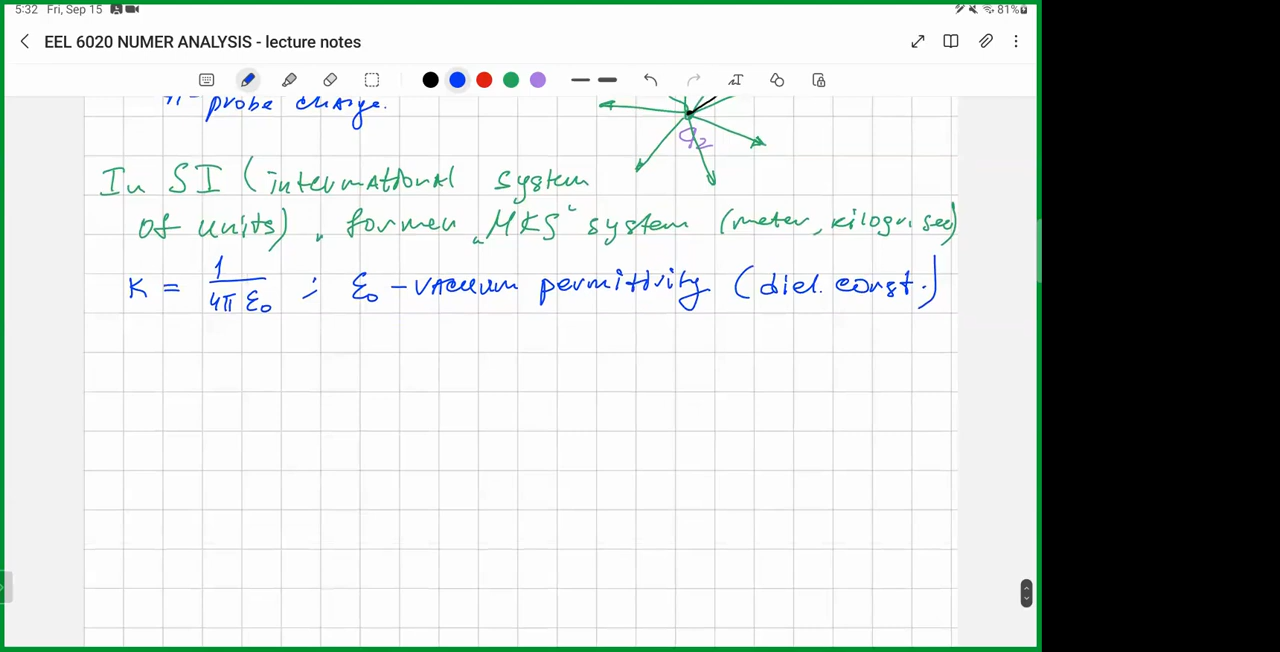 5:32 Fri, Sep 15 81%
EEL 6020 NUMER ANALYSIS - lecture notes
probe charge.
q2
In SI (international system
of units), former „MKS“ system (meter, kilogr. sec)
K = 1/(4π ε0) ; ε0 - vacuum permittivity (diel. const.)